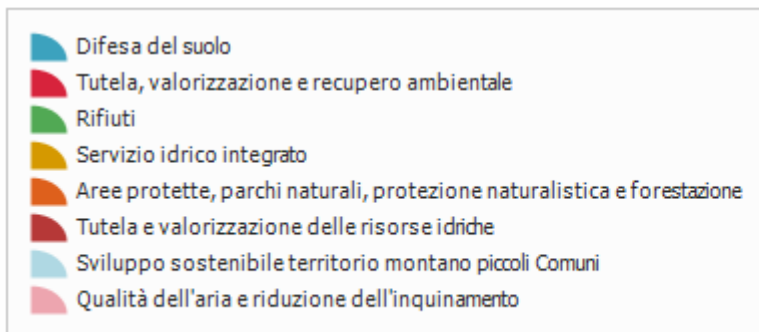 Difesa del suolo
Tutela, valorizzazione e recupero ambientale
Rifiuti
Servizio idrico integrato
Aree protette, parchi naturali, protezione naturalistica e forestazione
Tutela e valorizzazione delle risorse idriche
Sviluppo sostenibile territorio montano piccoli Comuni
Qualità dell'aria e riduzione dell'inquinamento